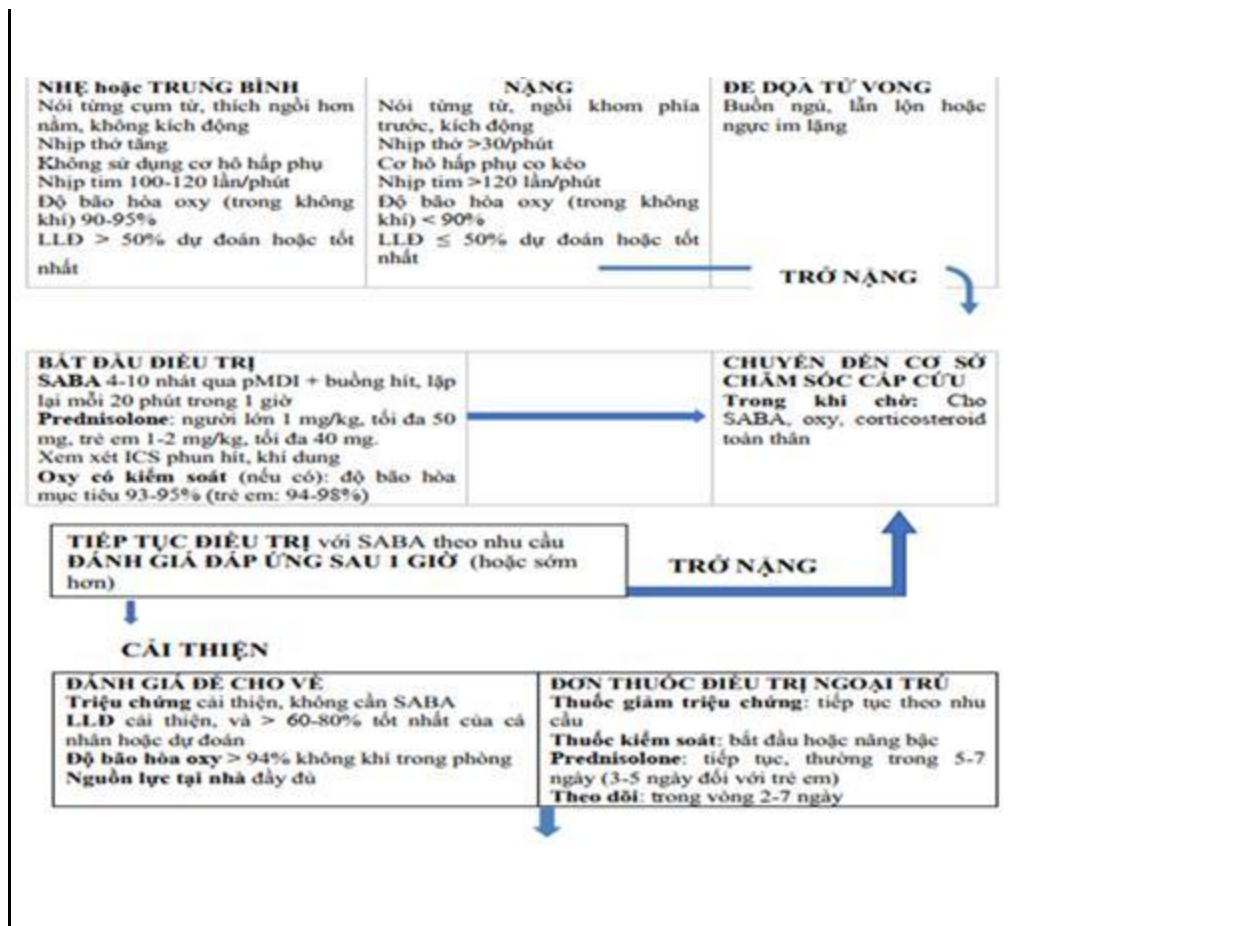 NHẸ hoặc TRUNG BÌNH
Nói từng cụm từ, thích ngồi hơn
nằm, không kích động
Nhịp thở tăng
Không sử dụng cơ hô hấp phụ
Nhịp tim 100-120 lần/phút
Độ bão hòa oxy (trong không
khí) 90-95%
LLĐ > 50% dự đoán hoặc tốt
nhất
NẶNG
Nói từng từ, ngồi khom phía
trước, kích động
Nhịp thở >30/phút
Cơ hô hấp phụ co kéo
Nhịp tim >120 lần/phút
Độ bão hòa oxy (trong không
khí) < 90%
LLĐ ≤ 50% dự đoán hoặc tốt
nhất
ĐE DỌA TỬ VONG
Buồn ngủ, lẫn lộn hoặc
ngực im lặng
TRỞ NẶNG
BẮT ĐẦU ĐIỀU TRỊ
SABA 4-10 nhát qua pMDI + buồng hít, lặp
lại mỗi 20 phút trong 1 giờ
Prednisolone: người lớn 1 mg/kg, tối đa 50
mg, trẻ em 1-2 mg/kg, tối đa 40 mg.
Xem xét ICS phun hít, khí dung
Oxy có kiểm soát (nếu có): độ bão hòa
mục tiêu 93-95% (trẻ em: 94-98%)
CHUYỂN ĐẾN CƠ SỞ
CHĂM SÓC CẤP CỨU
Trong khi chờ: Cho
SABA, oxy, corticosteroid
toàn thân
TIẾP TỤC ĐIỀU TRỊ với SABA theo nhu cầu
ĐÁNH GIÁ ĐÁP ỨNG SAU 1 GIỜ (hoặc sớm
hơn)
TRỞ NẶNG
CẢI THIỆN
ĐÁNH GIÁ ĐỂ CHO VỀ
Triệu chứng cải thiện, không cần SABA
LLĐ cải thiện, và > 60-80% tốt nhất của cá
nhân hoặc dự đoán
Độ bão hòa oxy > 94% không khí trong phòng
Nguồn lực tại nhà đầy đủ
ĐƠN THUỐC ĐIỀU TRỊ NGOẠI TRÚ
Thuốc giảm triệu chứng: tiếp tục theo nhu
cầu
Thuốc kiểm soát: bắt đầu hoặc nâng bậc
Prednisolone: tiếp tục, thường trong 5-7
ngày (3-5 ngày đối với trẻ em)
Theo dõi: trong vòng 2-7 ngày